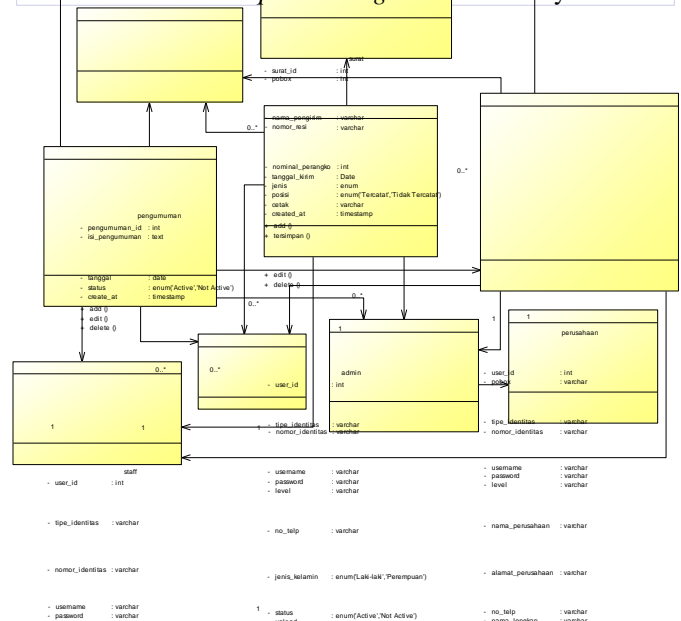 surat
- surat_id : int
- pobox : int
- nama_pengirim : varchar
0..*
- nomor_resi : varchar
- nominal_perangko : int
0..*
- tanggal_kirim : Date
- jenis : enum
- posisi : enum('Tercatat','Tidak Tercatat')
- cetak : varchar
- created_at : timestamp
+ add ()
+ tersimpan ()
+ edit ()
+ delete ()
pengumuman
- pengumuman_id : int
- isi_pengumuman : text
- tanggal : date
- status : enum('Active','Not Active')
- create_at : timestamp
+ add ()
+ edit ()
+ delete ()
0..*
0..*
1
1
1
perusahaan
0..*
0..*
admin
- user_id : int
- user_id : int
- pobox : varchar
1
1
1
- tipe_identitas : varchar
- nomor_identitas : varchar
- tipe_identitas : varchar
- nomor_identitas : varchar
staff
- user_id : int
- username : varchar
- password : varchar
- level : varchar
- username : varchar
- password : varchar
- level : varchar
- tipe_identitas : varchar
- no_telp : varchar
- nama_perusahaan : varchar
- nomor_identitas : varchar
- jenis_kelamin : enum('Laki-laki','Perempuan')
- alamat_perusahaan : varchar
- username : varchar
- password : varchar
1
- status : enum('Active','Not Active')
- no_telp : varchar